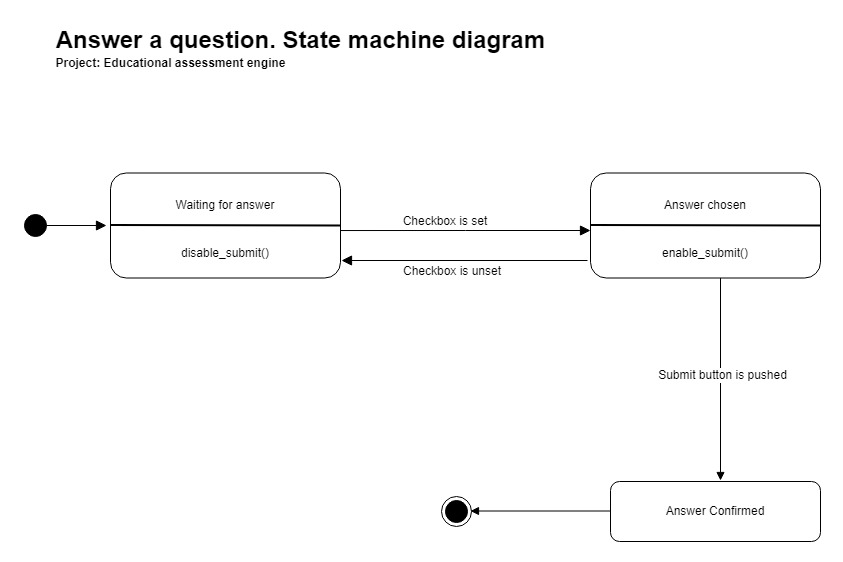 Answer a question. State machine diagram
Project: Educational assessment engine
Waiting for answer
disable_submit()
Checkbox is set
Checkbox is unset
Answer chosen
enable_submit()
Submit button is pushed
Answer Confirmed